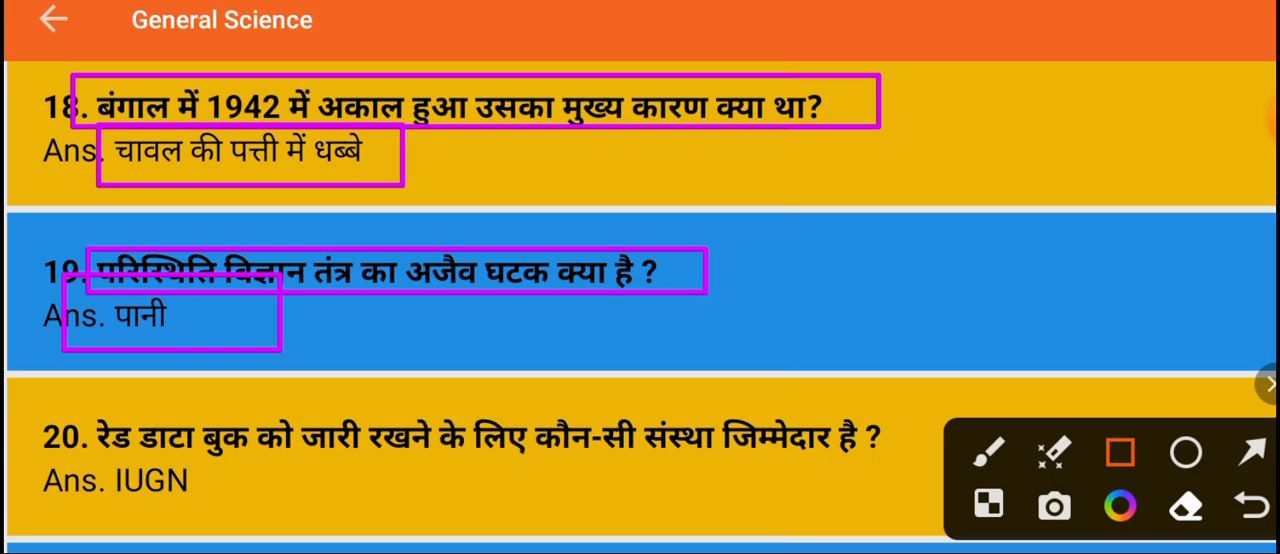 General Science
18. बंगाल में 1942 में अकाल हुआ उसका मुख्य कारण क्या था?
Ans. चावल की पत्ती में धब्बे
19. परिस्थिति विज्ञान तंत्र का अजैव घटक क्या है ?
Ans. पानी
20. रेड डाटा बुक को जारी रखने के लिए कौन-सी संस्था जिम्मेदार है ?
Ans. IUGN